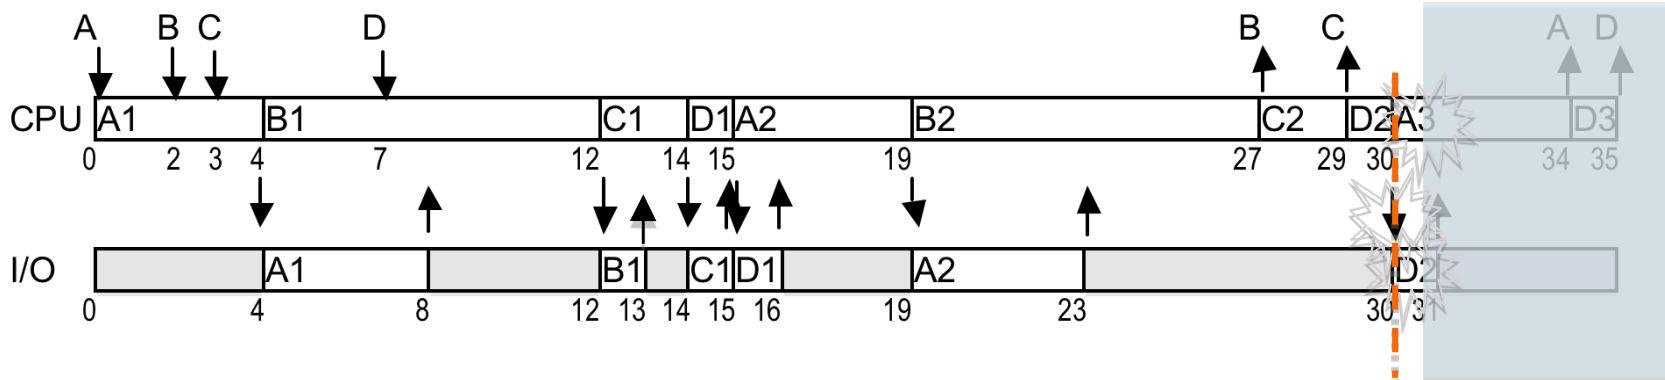 A B C D B C A D
CPU A1 B1 C1 D1 A2 B2 C2 D2 A3 D3
0 2 3 4 7 12 14 15 19 27 29 30 34 35
I/O A1 B1 C1 D1 A2 D2
0 4 8 12 13 14 15 16 19 23 30 31